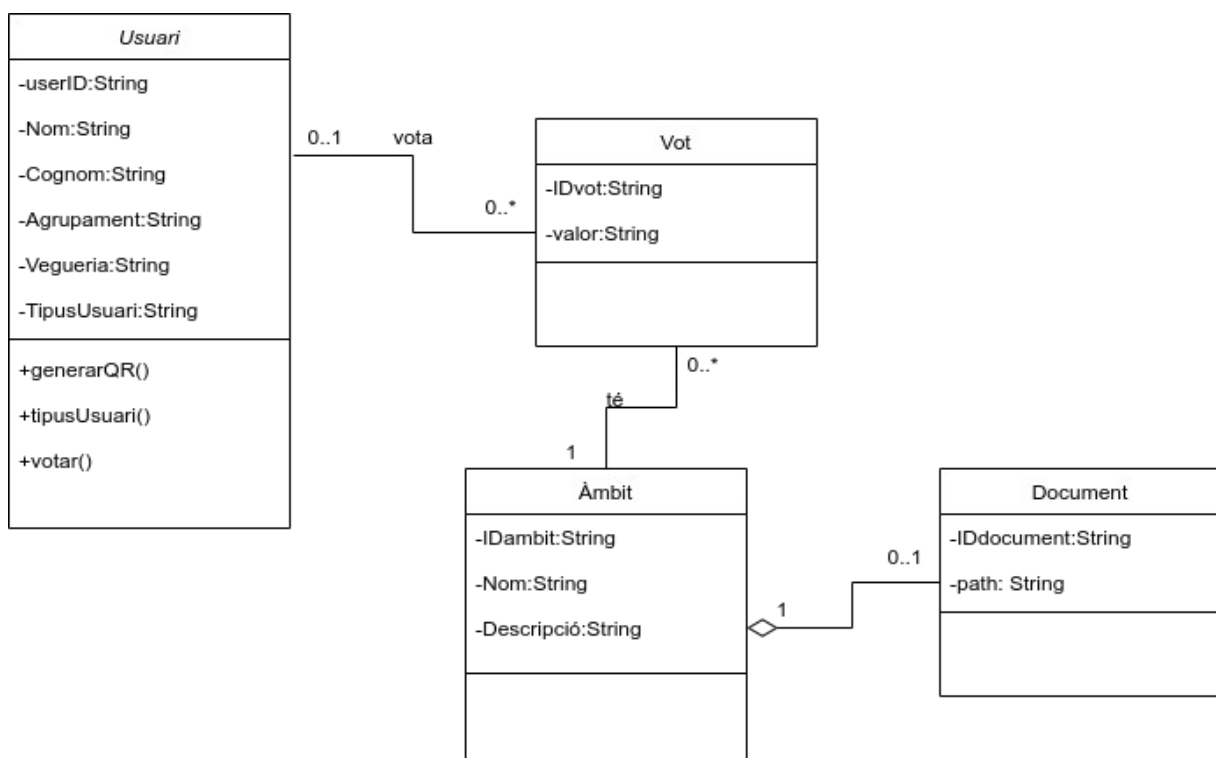 Usuari
-userID:String
-Nom:String
-Cognom:String
-Agrupament:String
-Vegueria:String
-TipusUsuari:String
+generarQR()
+tipusUsuari()
+votar()
0..1
vota
0..*
Vot
-IDvot:String
-valor:String
0..*
té
1
Àmbit
-IDambit:String
-Nom:String
-Descripció:String
1
0..1
Document
-IDdocument:String
-path: String